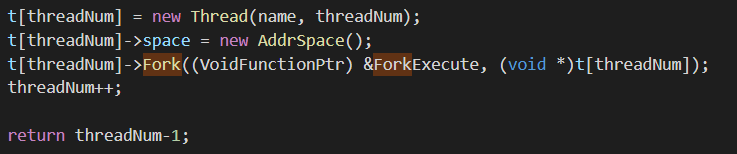 t[threadNum] = new Thread(name, threadNum);
t[threadNum]->space = new AddrSpace();
t[threadNum]->Fork((VoidFunctionPtr) &ForkExecute, (void *)t[threadNum]);
threadNum++;
return threadNum-1;